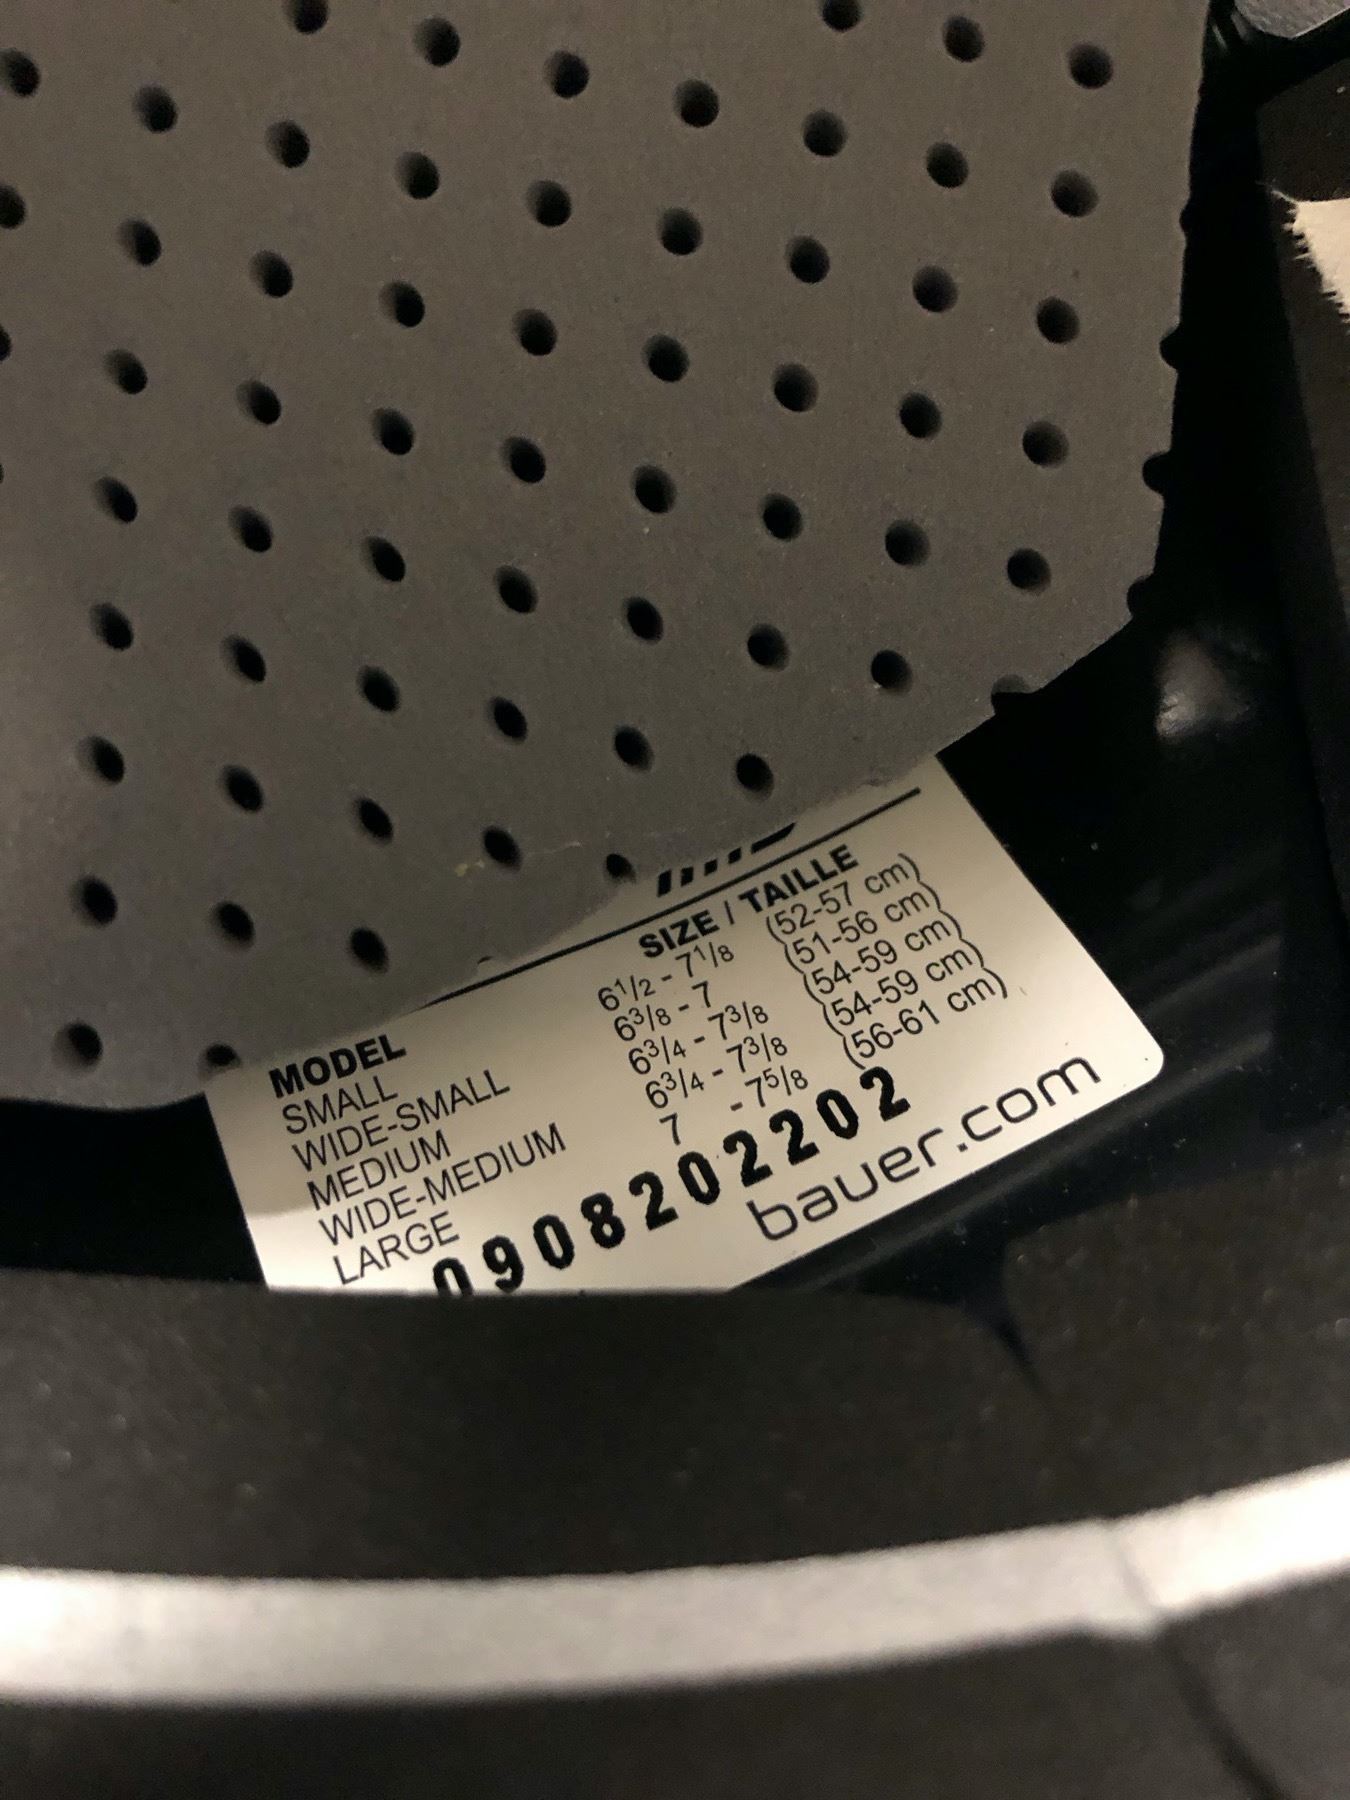 MODEL SIZE / TAILLE
SMALL 6 1/2 - 7 1/8 (52-57 cm)
WIDE-SMALL 6 3/8 - 7 (51-56 cm)
MEDIUM 6 3/4 - 7 3/8 (54-59 cm)
WIDE-MEDIUM 6 3/4 - 7 3/8 (54-59 cm)
LARGE 7 - 7 5/8 (56-61 cm)
0908202202
bauer.com